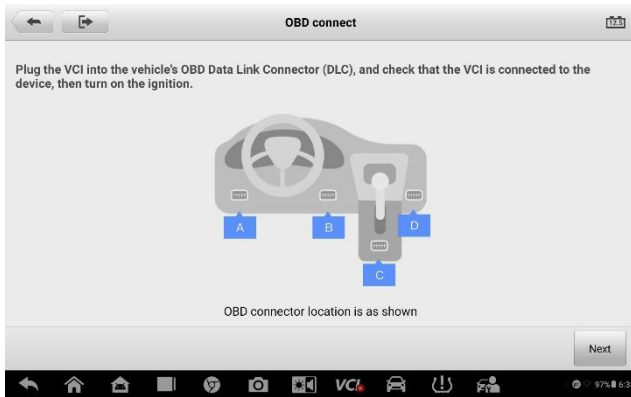 OBD connect
12.5
Plug the VCI into the vehicle's OBD Data Link Connector (DLC), and check that the VCI is connected to the
device, then turn on the ignition.
A
B
D
C
OBD connector location is as shown
Next
VCI
97% 6:3